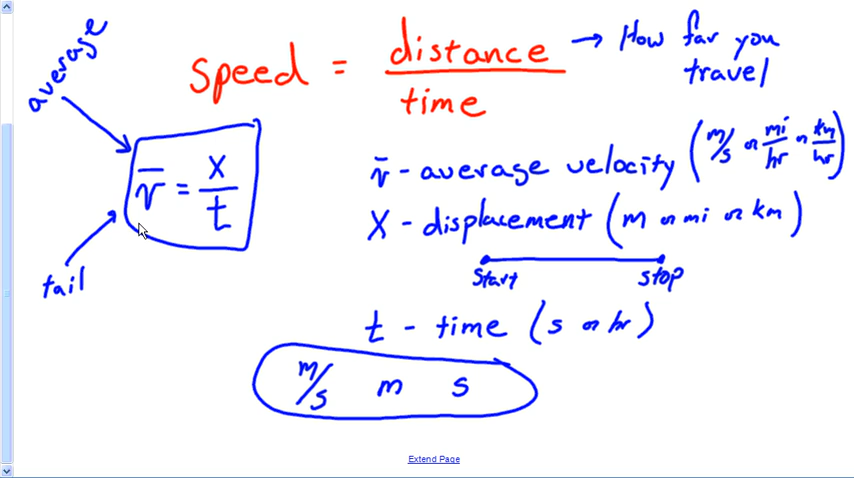 average
speed = distance / time → How far you travel
v̄ = x / t
tail
v̄ - average velocity (m/s or mi/hr or km/hr)
X - displacement (m or mi or km)
start stop
t - time (s or hr)
m/s m s
Extend Page